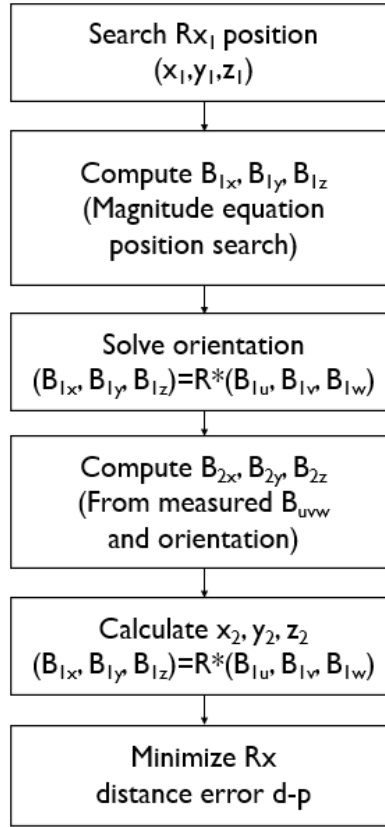 Search Rx₁ position
(x₁,y₁,z₁)
Compute B₁ₓ, B₁y, B₁z
(Magnitude equation
position search)
Solve orientation
(B₁ₓ, B₁y, B₁z)=R*(B₁u, B₁v, B₁w)
Compute B₂ₓ, B₂y, B₂z
(From measured Buvw
and orientation)
Calculate x₂, y₂, z₂
(B₁ₓ, B₁y, B₁z)=R*(B₁u, B₁v, B₁w)
Minimize Rx
distance error d-p